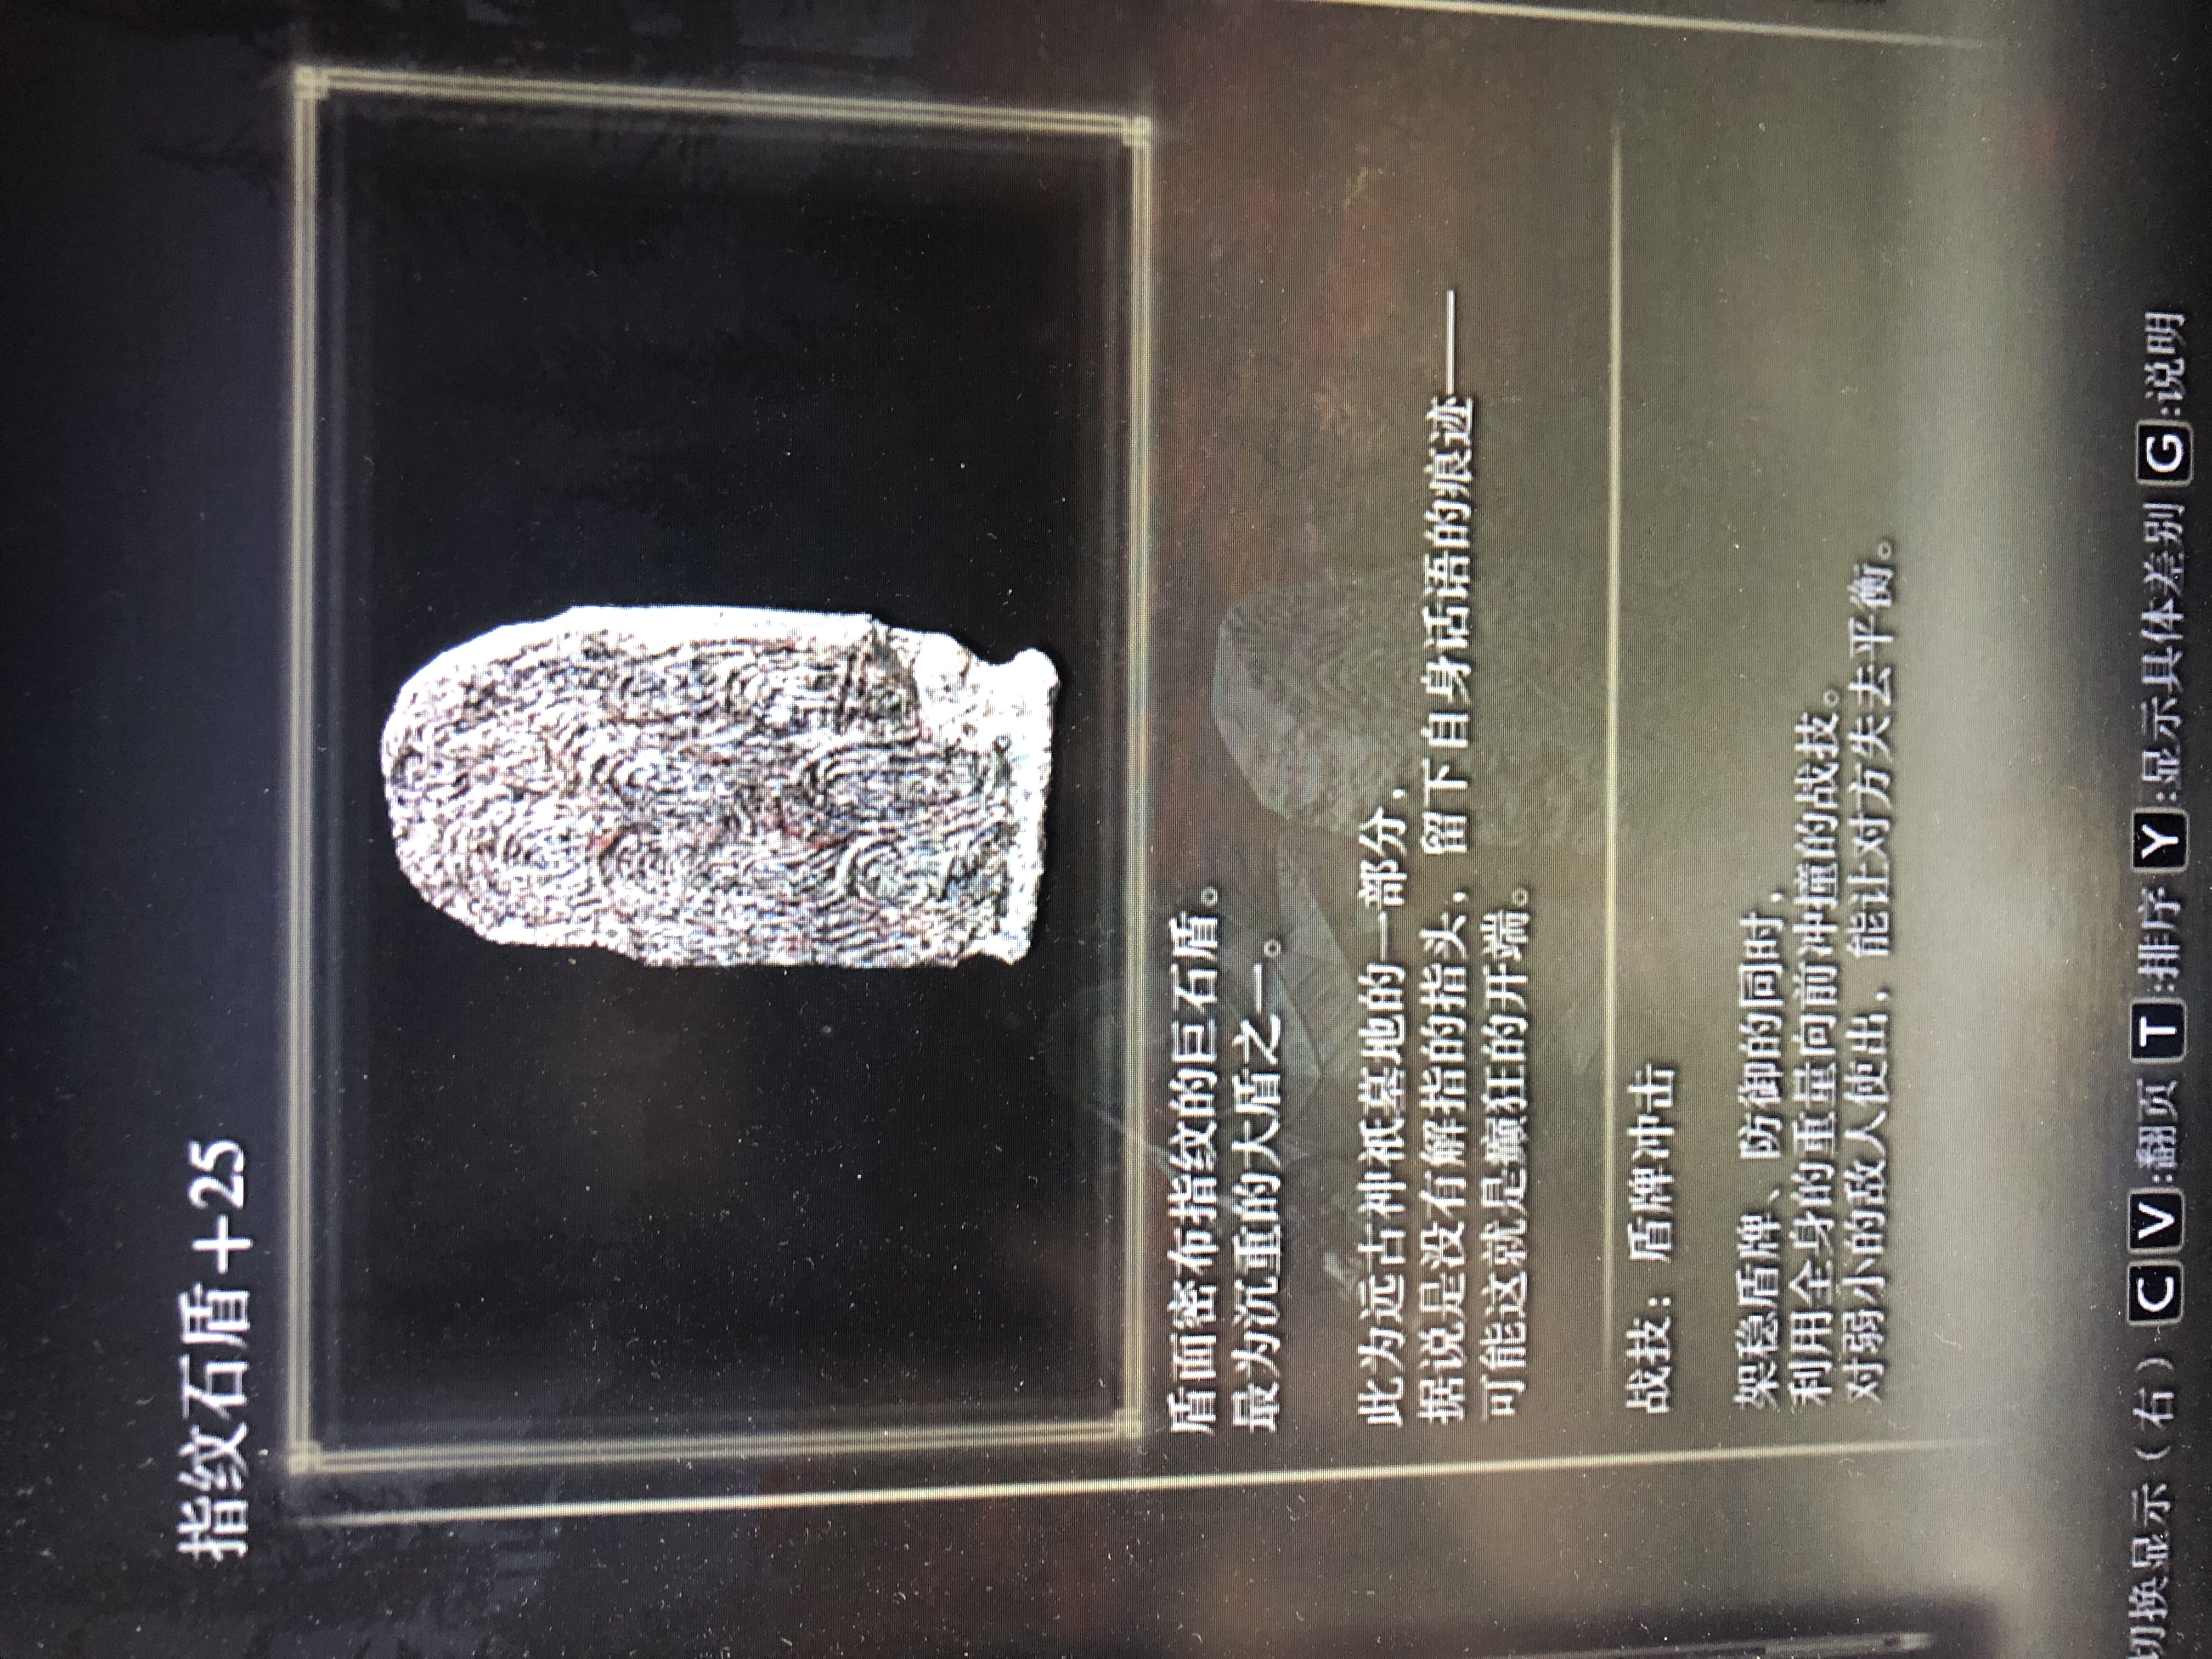 指纹石盾+25
盾面密布指纹的巨石盾。
最为沉重的大盾之一。
此为远古神祇墓地的一部分，
据说是没有解指的指头，留下自身话语的痕迹——
可能这就是癫狂的开端。
战技：盾牌冲击
架稳盾牌、防御的同时，
利用全身的重量向前冲撞的战技。
对弱小的敌人使出，能让对方失去平衡。
切换显示（右） C V:翻页 T:排序 Y:显示具体差别 G:说明